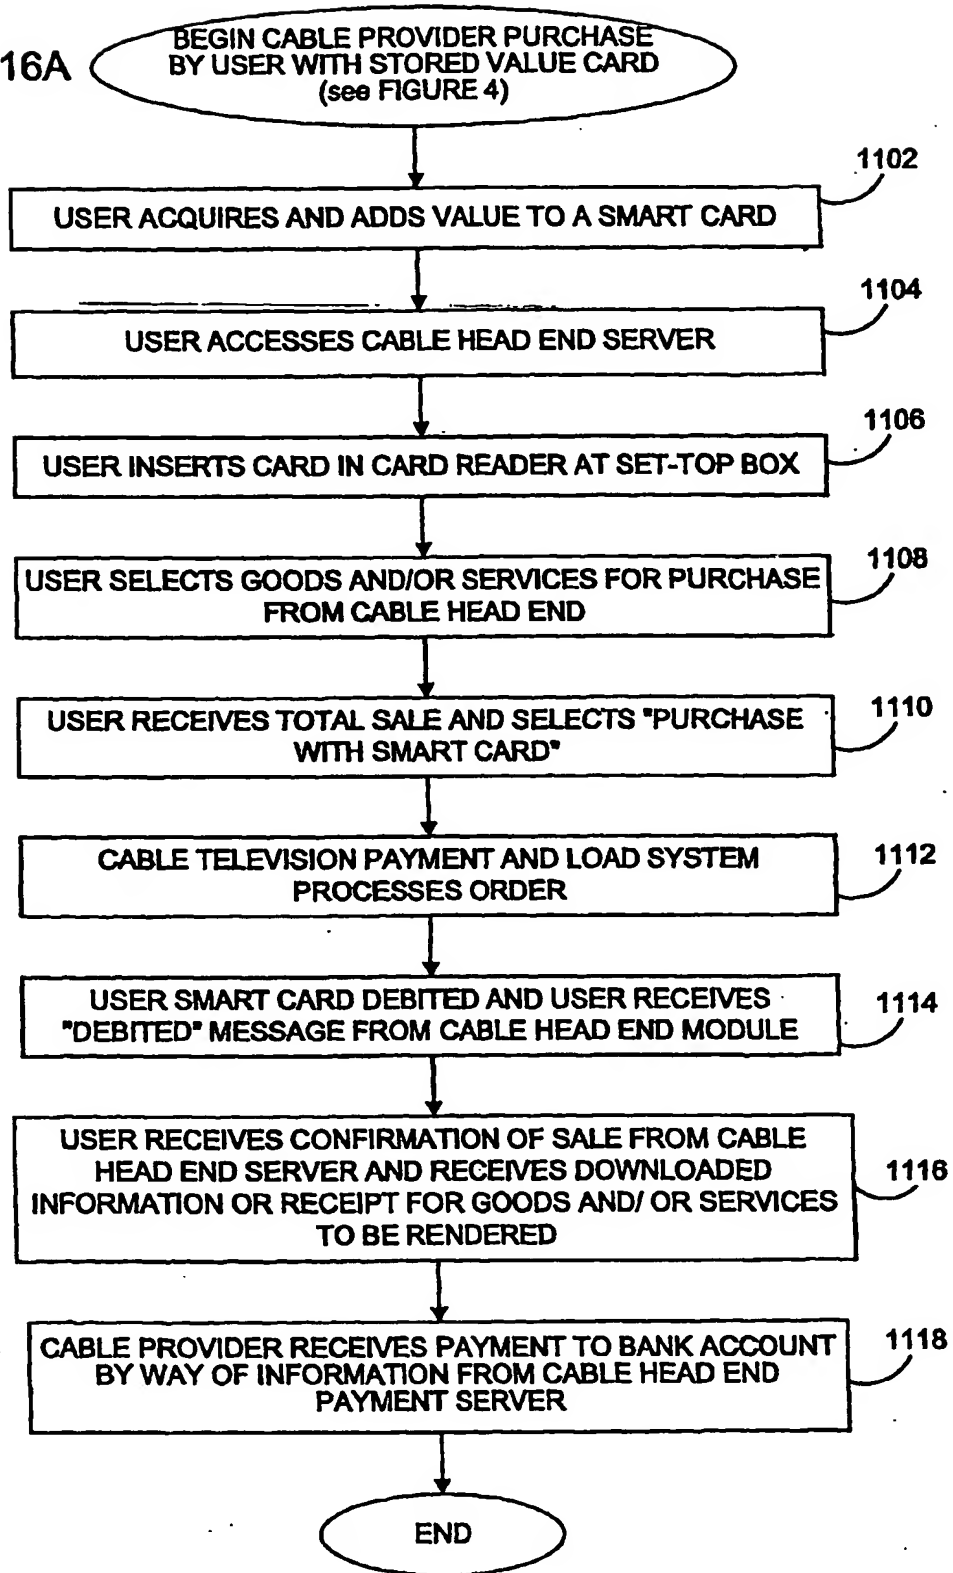 16A
BEGIN CABLE PROVIDER PURCHASE
BY USER WITH STORED VALUE CARD
(see FIGURE 4)
1102
USER ACQUIRES AND ADDS VALUE TO A SMART CARD
1104
USER ACCESSES CABLE HEAD END SERVER
1106
USER INSERTS CARD IN CARD READER AT SET-TOP BOX
1108
USER SELECTS GOODS AND/OR SERVICES FOR PURCHASE
FROM CABLE HEAD END
1110
USER RECEIVES TOTAL SALE AND SELECTS "PURCHASE
WITH SMART CARD"
1112
CABLE TELEVISION PAYMENT AND LOAD SYSTEM
PROCESSES ORDER
1114
USER SMART CARD DEBITED AND USER RECEIVES
"DEBITED" MESSAGE FROM CABLE HEAD END MODULE
1116
USER RECEIVES CONFIRMATION OF SALE FROM CABLE
HEAD END SERVER AND RECEIVES DOWNLOADED
INFORMATION OR RECEIPT FOR GOODS AND/ OR SERVICES
TO BE RENDERED
1118
CABLE PROVIDER RECEIVES PAYMENT TO BANK ACCOUNT
BY WAY OF INFORMATION FROM CABLE HEAD END
PAYMENT SERVER
END